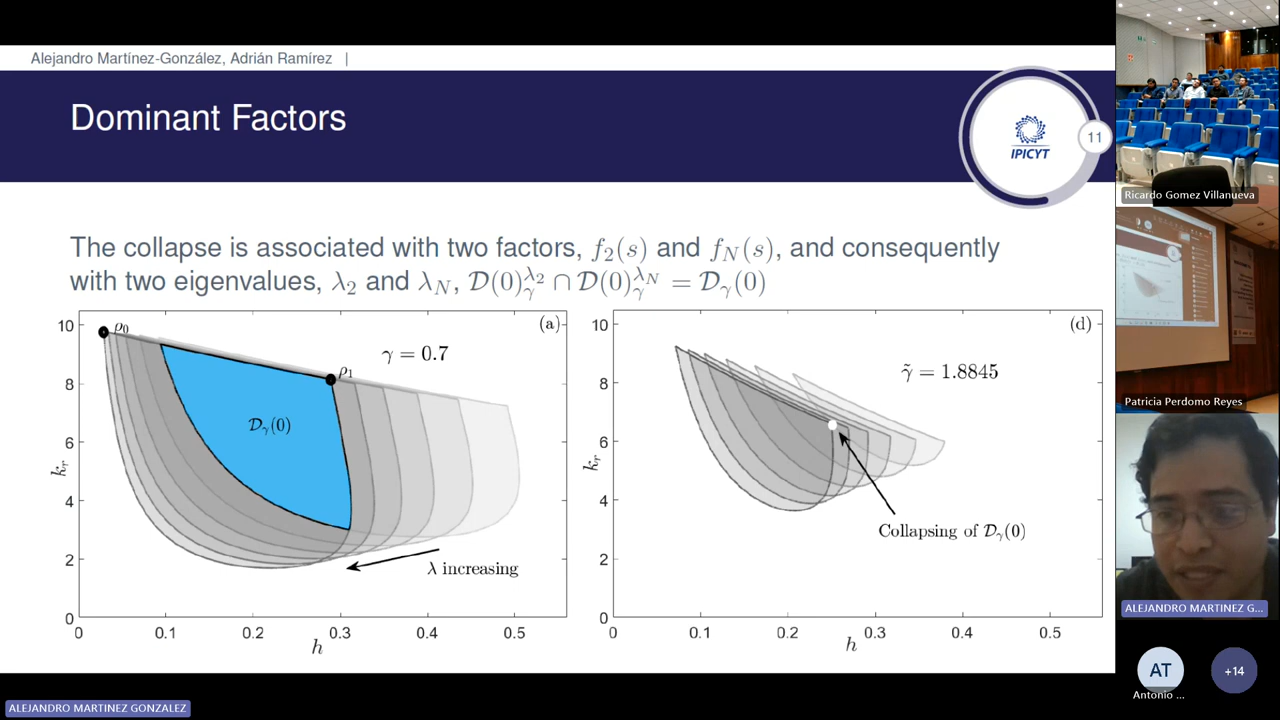 Alejandro Martínez-González, Adrián Ramírez |
Dominant Factors
IPICYT
11
The collapse is associated with two factors, f₂(s) and f_N(s), and consequently
with two eigenvalues, λ₂ and λ_N, 𝒟(0)_γ^λ₂ ∩ 𝒟(0)_γ^λ_N = 𝒟_γ(0)
(a)
10
8
6
4
2
0
k_r
ρ₀
γ = 0.7
ρ₁
𝒟_γ(0)
λ increasing
0 0.1 0.2 0.3 0.4 0.5
h
(d)
10
8
6
4
2
0
k_r
γ̃ = 1.8845
Collapsing of 𝒟_γ(0)
0 0.1 0.2 0.3 0.4 0.5
h
Ricardo Gomez Villanueva
Patricia Perdomo Reyes
ALEJANDRO MARTINEZ G...
AT
Antonio ...
+14
ALEJANDRO MARTINEZ GONZALEZ